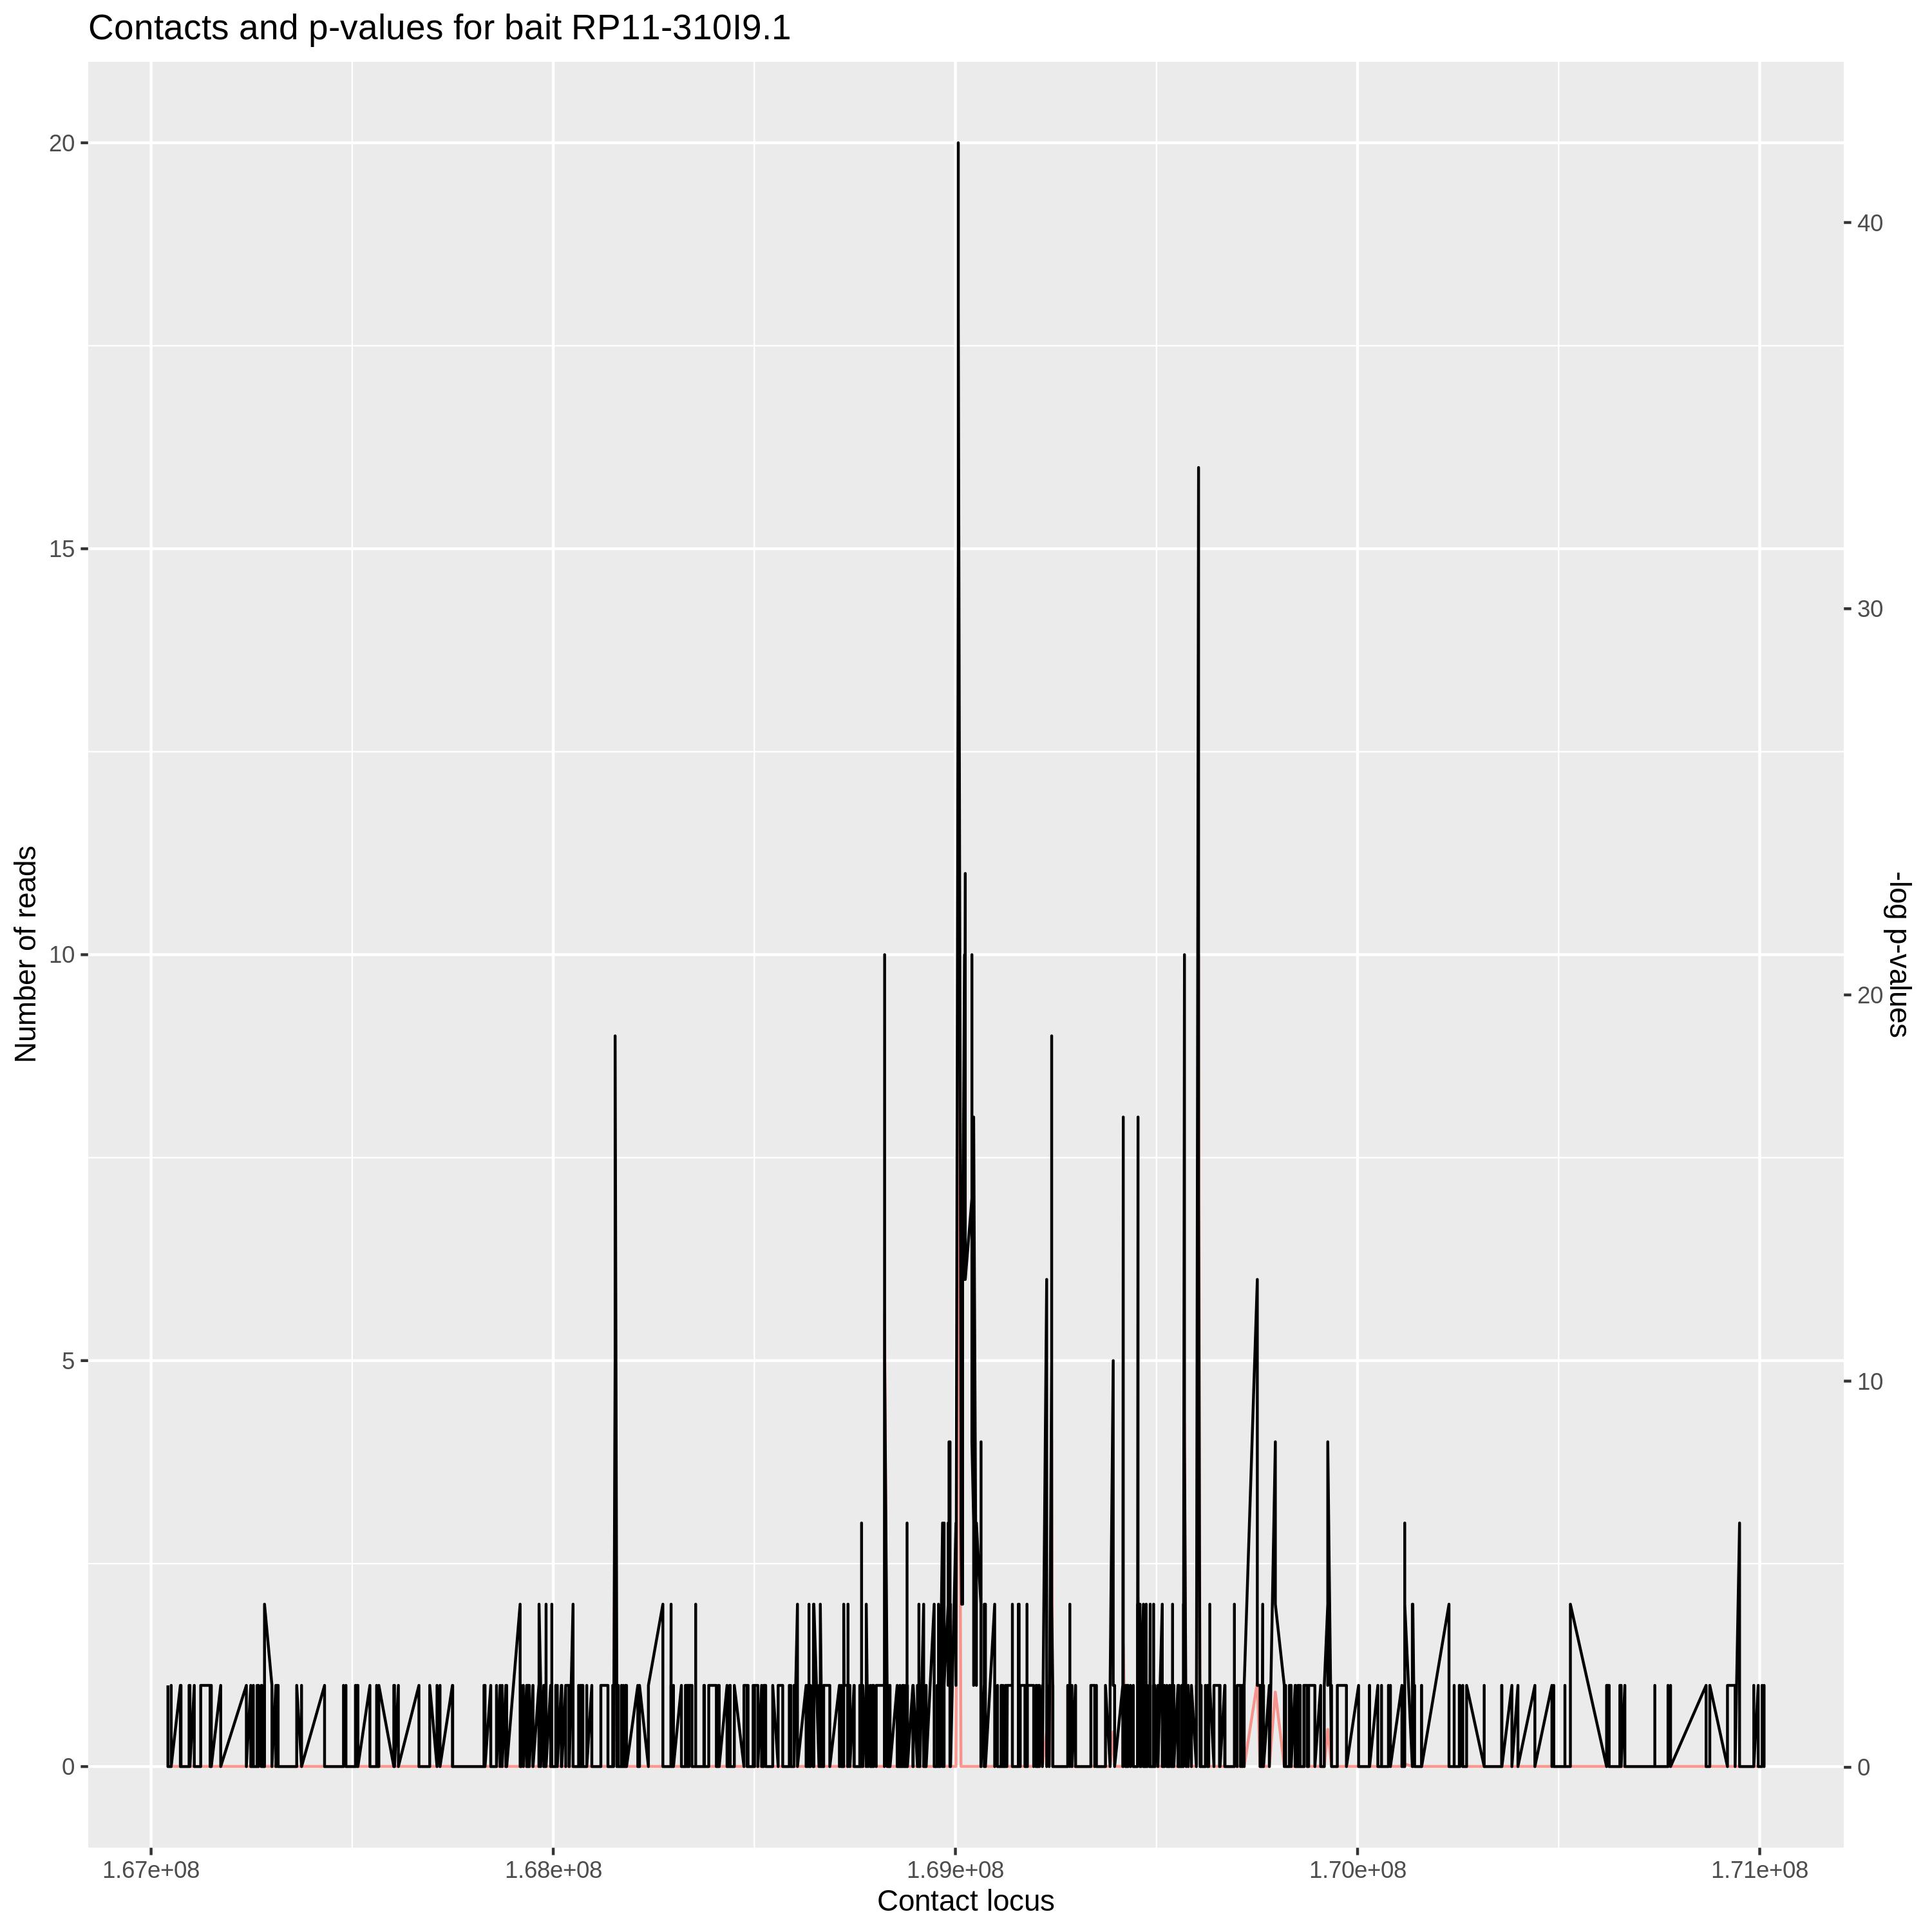 Contacts and p-values for bait RP11-310I9.1
20
15
10
5
0
Number of reads
40
30
20
10
0
-log p-values
1.67e+08
1.68e+08
1.69e+08
1.70e+08
1.71e+08
Contact locus